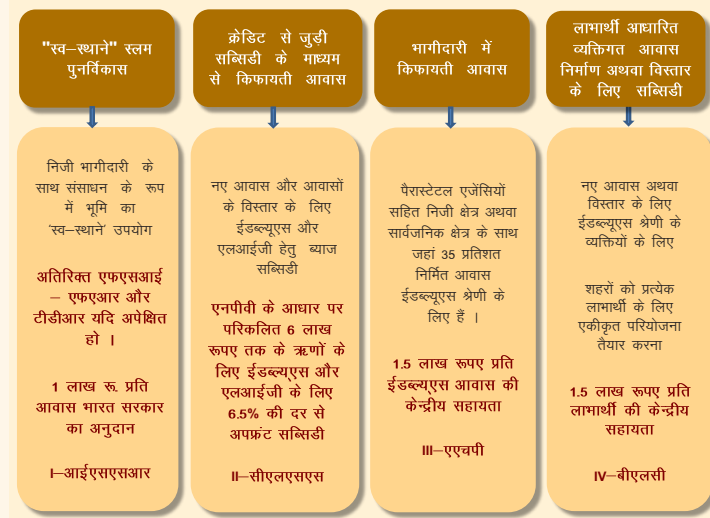 "स्व–स्थाने" स्लम
पुनर्विकास
निजी भागीदारी के
साथ संसाधन के रूप
में भूमि का
'स्व–स्थाने' उपयोग
अतिरिक्त एफएसआई
– एफएआर और
टीडीआर यदि अपेक्षित
हो ।
1 लाख रू. प्रति
आवास भारत सरकार
का अनुदान
I–आईएसएसआर
क्रेडिट से जुड़ी
सब्सिडी के माध्यम
से किफायती आवास
नए आवास और आवासों
के विस्तार के लिए
ईडब्ल्यूएस और
एलआईजी हेतु ब्याज
सब्सिडी
एनपीवी के आधार पर
परिकलित 6 लाख
रूपए तक के ऋणों के
लिए ईडब्ल्एस और
एलआईजी के लिए
6.5% की दर से
अपफ्रंट सब्सिडी
II–सीएलएसएस
भागीदारी में
किफायती आवास
पैरास्टेटल एजेंसियों
सहित निजी क्षेत्र अथवा
सार्वजनिक क्षेत्र के साथ
जहां 35 प्रतिशत
निर्मित आवास
ईडब्ल्यूएस श्रेणी के
लिए हैं ।
1.5 लाख रूपए प्रति
ईडब्ल्यूएस आवास की
केन्द्रीय सहायता
III–एएचपी
लाभार्थी आधारित
व्यक्तिगत आवास
निर्माण अथवा विस्तार
के लिए सब्सिडी
नए आवास अथवा
विस्तार के लिए
ईडब्ल्यूएस श्रेणी के
व्यक्तियों के लिए
शहरों को प्रत्येक
लाभार्थी के लिए
एकीकृत परियोजना
तैयार करना
1.5 लाख रूपए प्रति
लाभार्थी की केन्द्रीय
सहायता
IV–बीएलसी